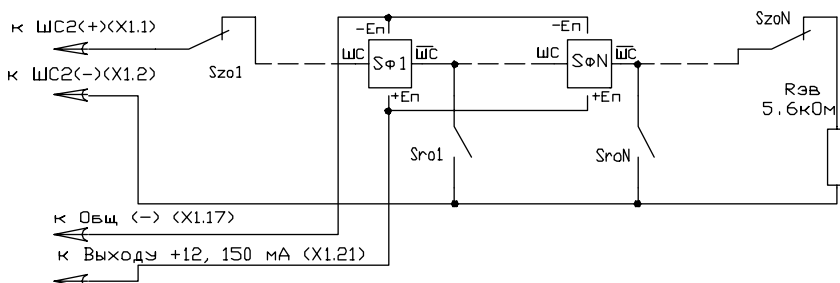 к ШС2(+)(X1.1)
Szo1
к ШС2(-)(X1.2)
-Еп
ШС
Sф1
ШС
+Еп
Sro1
-Еп
ШС
SфN
ШС
+Еп
SroN
SzoN
Rэв
5.6кОм
к Общ (-) (X1.17)
к Выходу +12, 150 мА (X1.21)